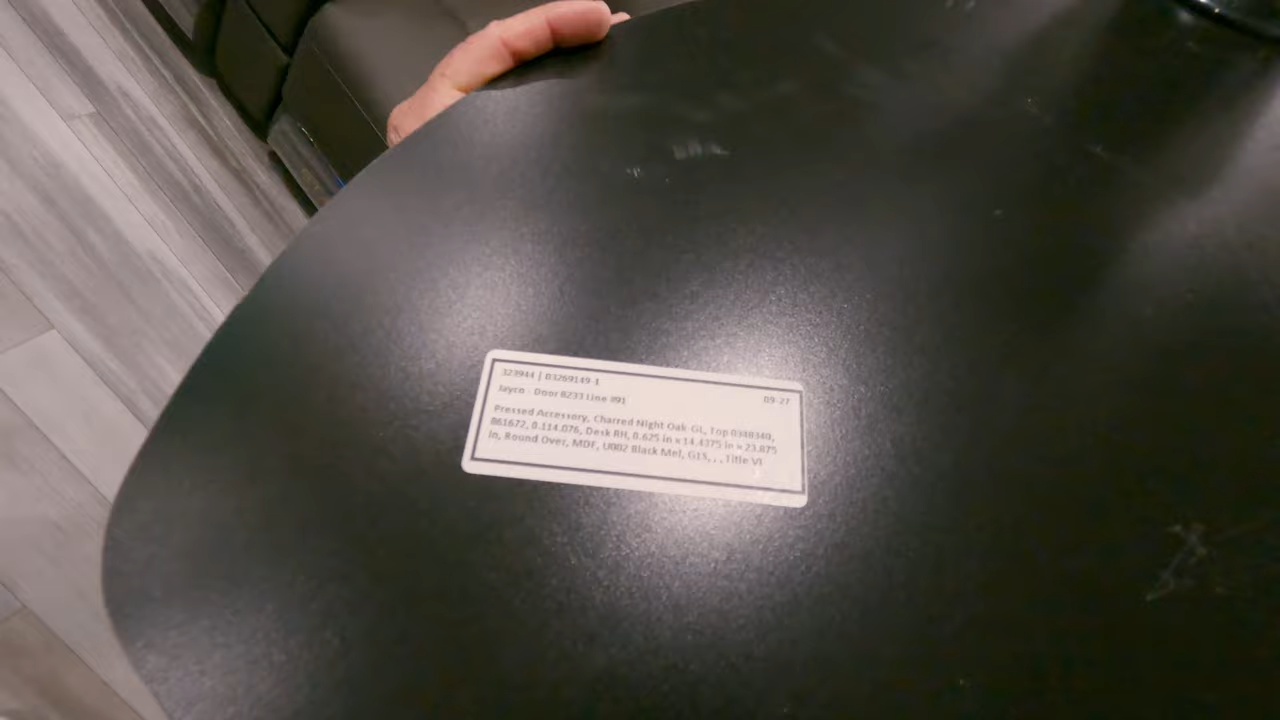 323944 | 03269149-1
Jayco - Door 8233 Line #91 09-27
Pressed Accessory, Charred Night Oak-GL, Top 0348340,
861672, 0.114.076, Desk RH, 0.625 in x 14.4375 in x 23.875
in, Round Over, MDF, U002 Black Mel, G15, , , Title VI